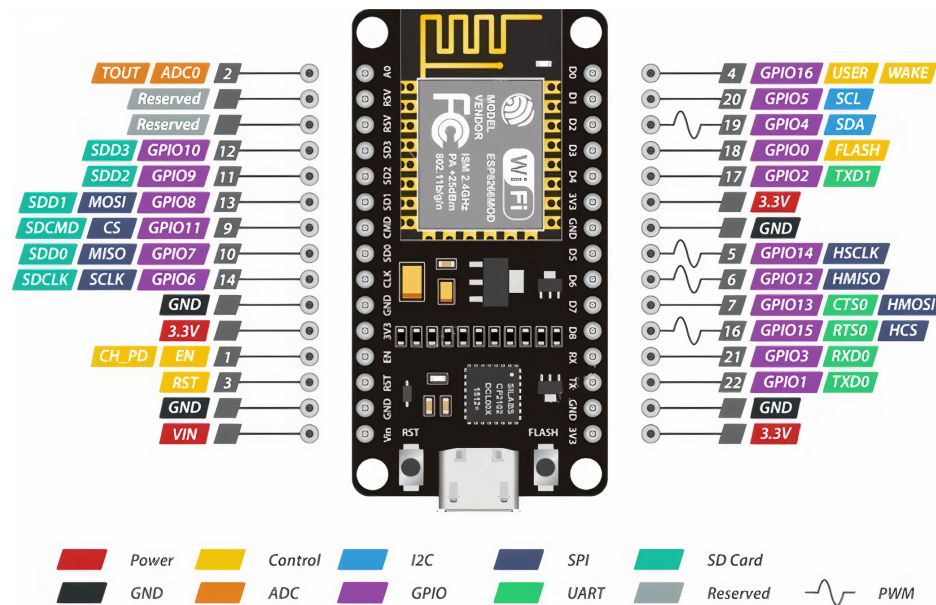 TOUT ADC0 2
Reserved
Reserved
SDD3 GPIO10 12
SDD2 GPIO9 11
SDD1 MOSI GPIO8 13
SDCMD CS GPIO11 9
SDD0 MISO GPIO7 10
SDCLK SCLK GPIO6 14
GND
3.3V
CH_PD EN 1
RST 3
GND
VIN
A0
RSV
RSV
SD3
SD2
SD1
CMD
SD0
CLK
GND
3V3
EN
RST
GND
Vin
MODEL
VENDOR
FC
ISM 2.4GHz
PA +25dBm
802.11b/g/n
WiFi
ESP8266MOD
SILABS
CP2102
DCL00X
RST
FLASH
D0
D1
D2
D3
D4
3V3
GND
D5
D6
D7
D8
RX
TX
GND
3V3
4 GPIO16 USER WAKE
20 GPIO5 SCL
19 GPIO4 SDA
18 GPIO0 FLASH
17 GPIO2 TXD1
3.3V
GND
5 GPIO14 HSCLK
6 GPIO12 HMISO
7 GPIO13 CTS0 HMOSI
16 GPIO15 RTS0 HCS
21 GPIO3 RXD0
22 GPIO1 TXD0
GND
3.3V
Power Control I2C SPI SD Card
GND ADC GPIO UART Reserved PWM